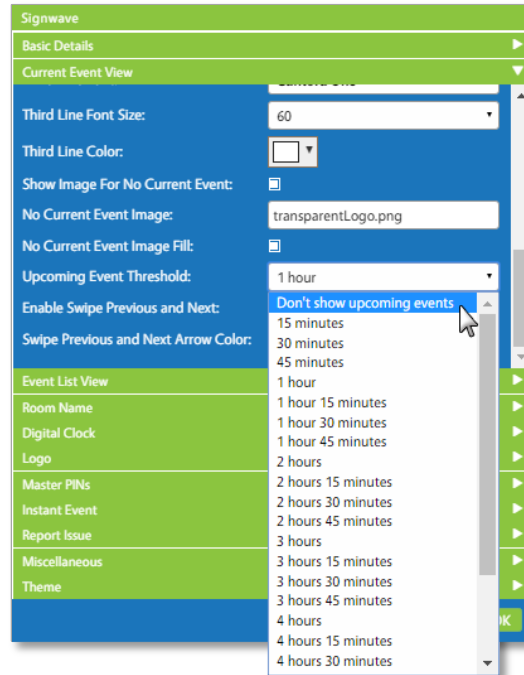 Signwave
Basic Details
Current Event View
Third Line Font Size: 60
Third Line Color:
Show Image For No Current Event:
No Current Event Image: transparentLogo.png
No Current Event Image Fill:
Upcoming Event Threshold: 1 hour
Enable Swipe Previous and Next:
Swipe Previous and Next Arrow Color:
Don't show upcoming events
15 minutes
30 minutes
45 minutes
1 hour
1 hour 15 minutes
1 hour 30 minutes
1 hour 45 minutes
2 hours
2 hours 15 minutes
2 hours 30 minutes
2 hours 45 minutes
3 hours
3 hours 15 minutes
3 hours 30 minutes
3 hours 45 minutes
4 hours
4 hours 15 minutes
4 hours 30 minutes
Event List View
Room Name
Digital Clock
Logo
Master PINs
Instant Event
Report Issue
Miscellaneous
Theme
OK